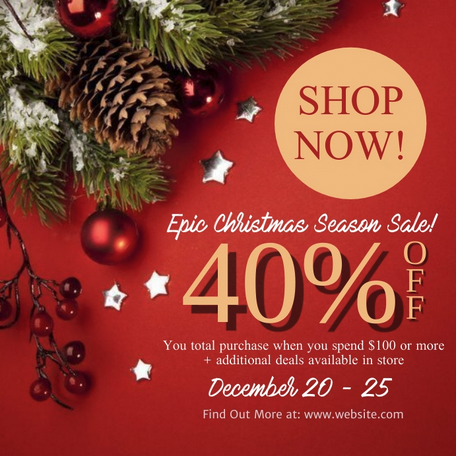 SHOP
NOW!
Epic Christmas Season Sale!
40% OFF
You total purchase when you spend $100 or more
+ additional deals available in store
December 20 - 25
Find Out More at: www.website.com